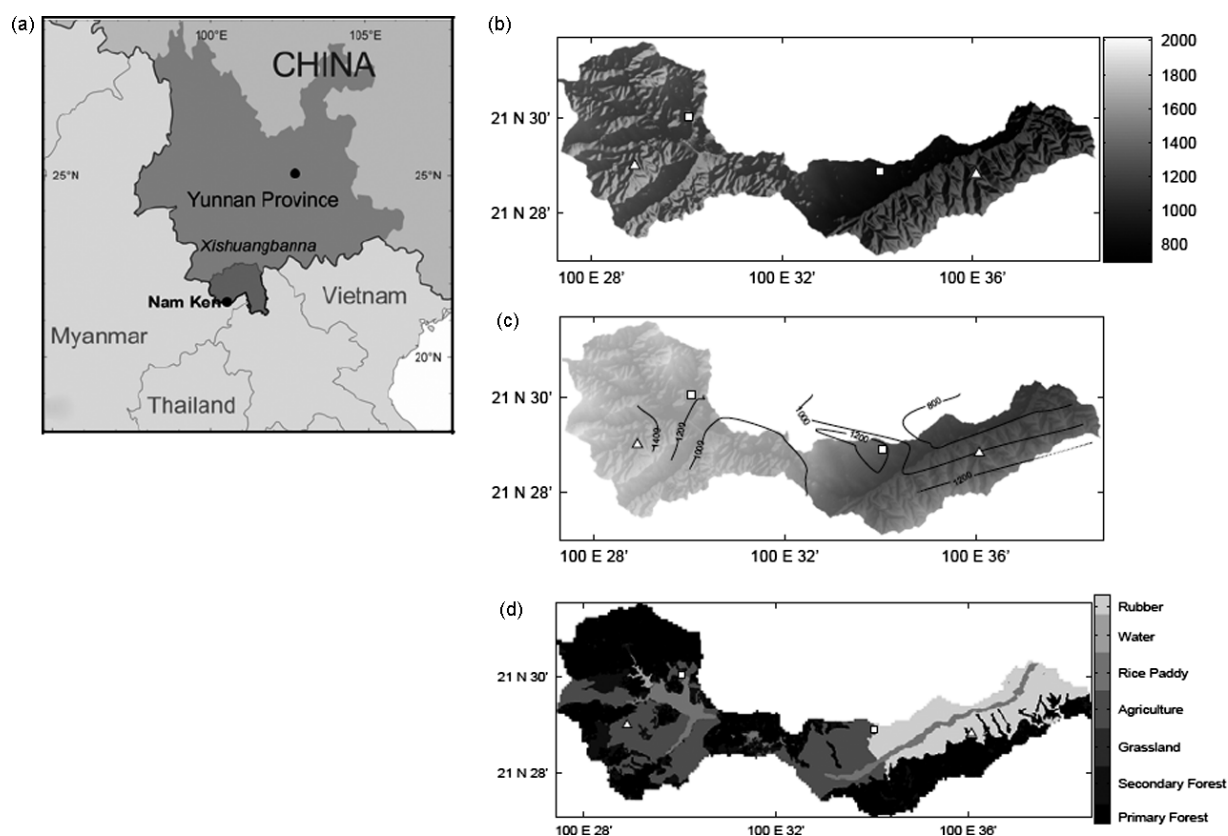 (a)
100°E
105°E
CHINA
25°N
25°N
Yunnan Province
Xishuangbanna
Nam Ken
Vietnam
Myanmar
20°N
Thailand
(b)
21 N 30'
21 N 28'
100 E 28'
100 E 32'
100 E 36'
2000
1800
1600
1400
1200
1000
800
(c)
21 N 30'
21 N 28'
1400
1200
1000
1000
1200
800
1200
100 E 28'
100 E 32'
100 E 36'
(d)
21 N 30'
21 N 28'
100 E 28'
100 E 32'
100 E 36'
Rubber
Water
Rice Paddy
Agriculture
Grassland
Secondary Forest
Primary Forest